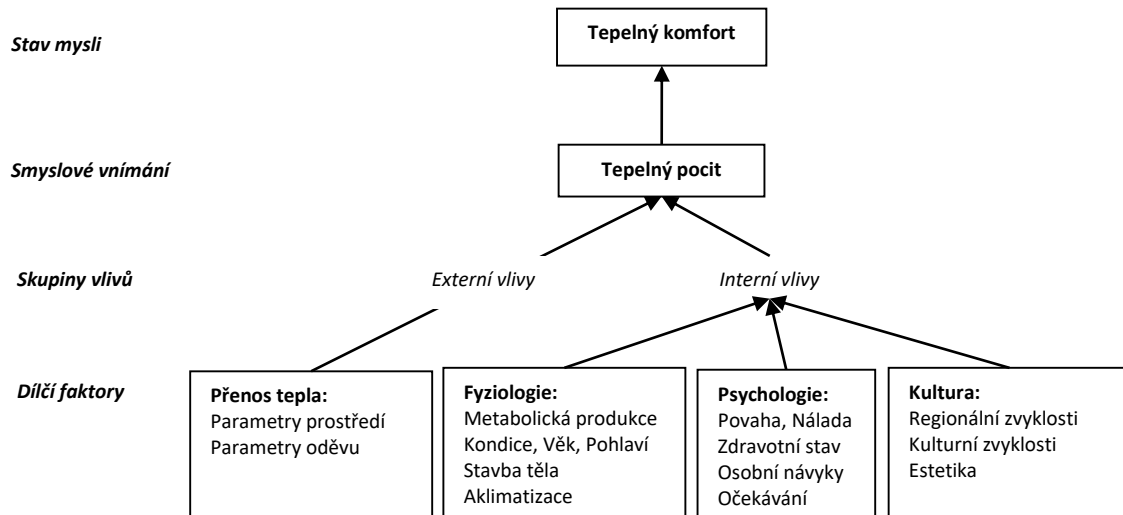 Stav mysli
Tepelný komfort
Smyslové vnímání
Tepelný pocit
Skupiny vlivů
Externí vlivy
Interní vlivy
Dílčí faktory
Přenos tepla:
Parametry prostředí
Parametry oděvu
Fyziologie:
Metabolická produkce
Kondice, Věk, Pohlaví
Stavba těla
Aklimatizace
Psychologie:
Povaha, Nálada
Zdravotní stav
Osobní návyky
Očekávání
Kultura:
Regionální zvyklosti
Kulturní zvyklosti
Estetika